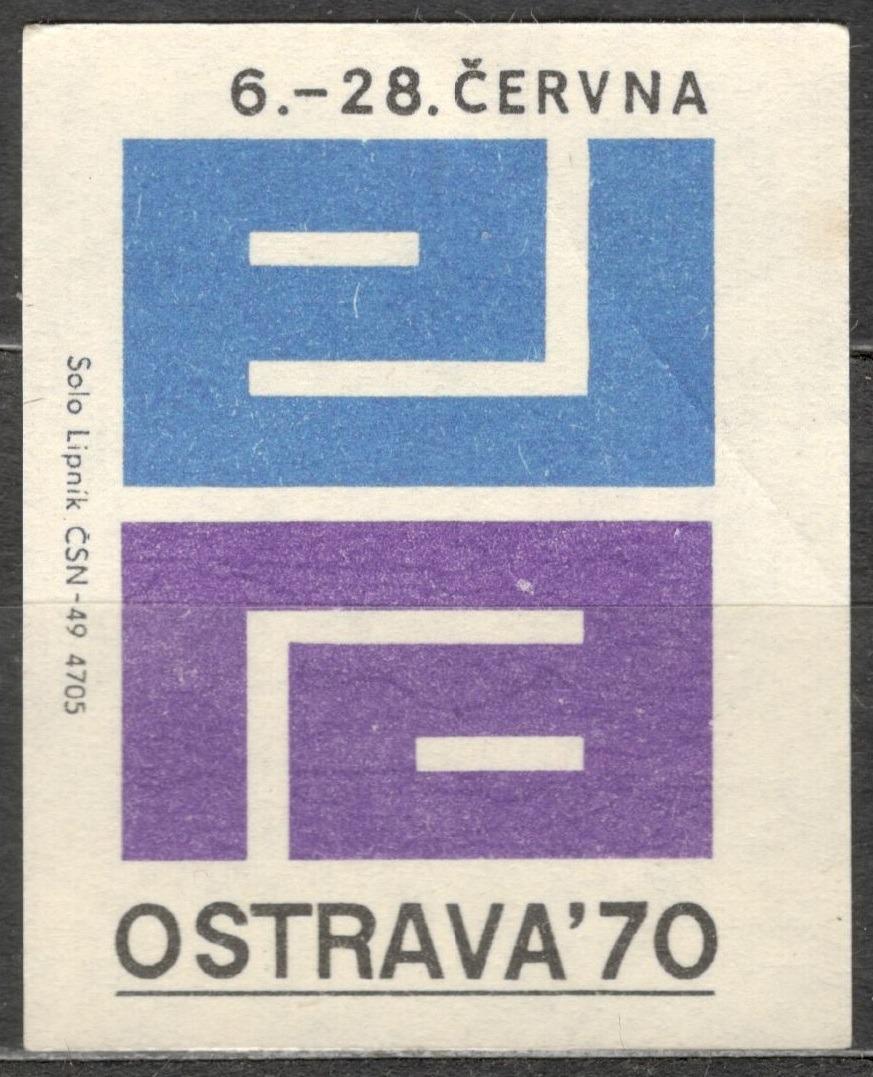 6.–28. ČERVNA
Solo Lipník ČSN-49 4705
OSTRAVA'70